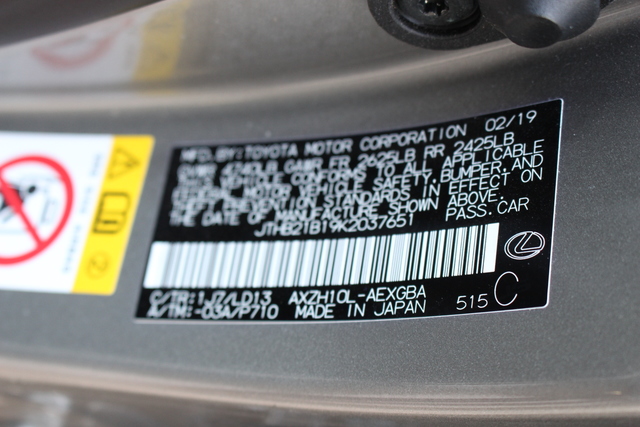 MFD. BY: TOYOTA MOTOR CORPORATION 02/19
GVWR 4740LB GAWR FR 2625LB RR 2425LB
THIS VEHICLE CONFORMS TO ALL APPLICABLE
FEDERAL MOTOR VEHICLE SAFETY, BUMPER, AND
THEFT PREVENTION STANDARDS IN EFFECT ON
THE DATE OF MANUFACTURE SHOWN ABOVE.
JTHB21B19K2037651 PASS. CAR
C/TR: 1J7/LD13 AXZH10L-AEXGBA
A/TM: -03A/P710 MADE IN JAPAN 515 C